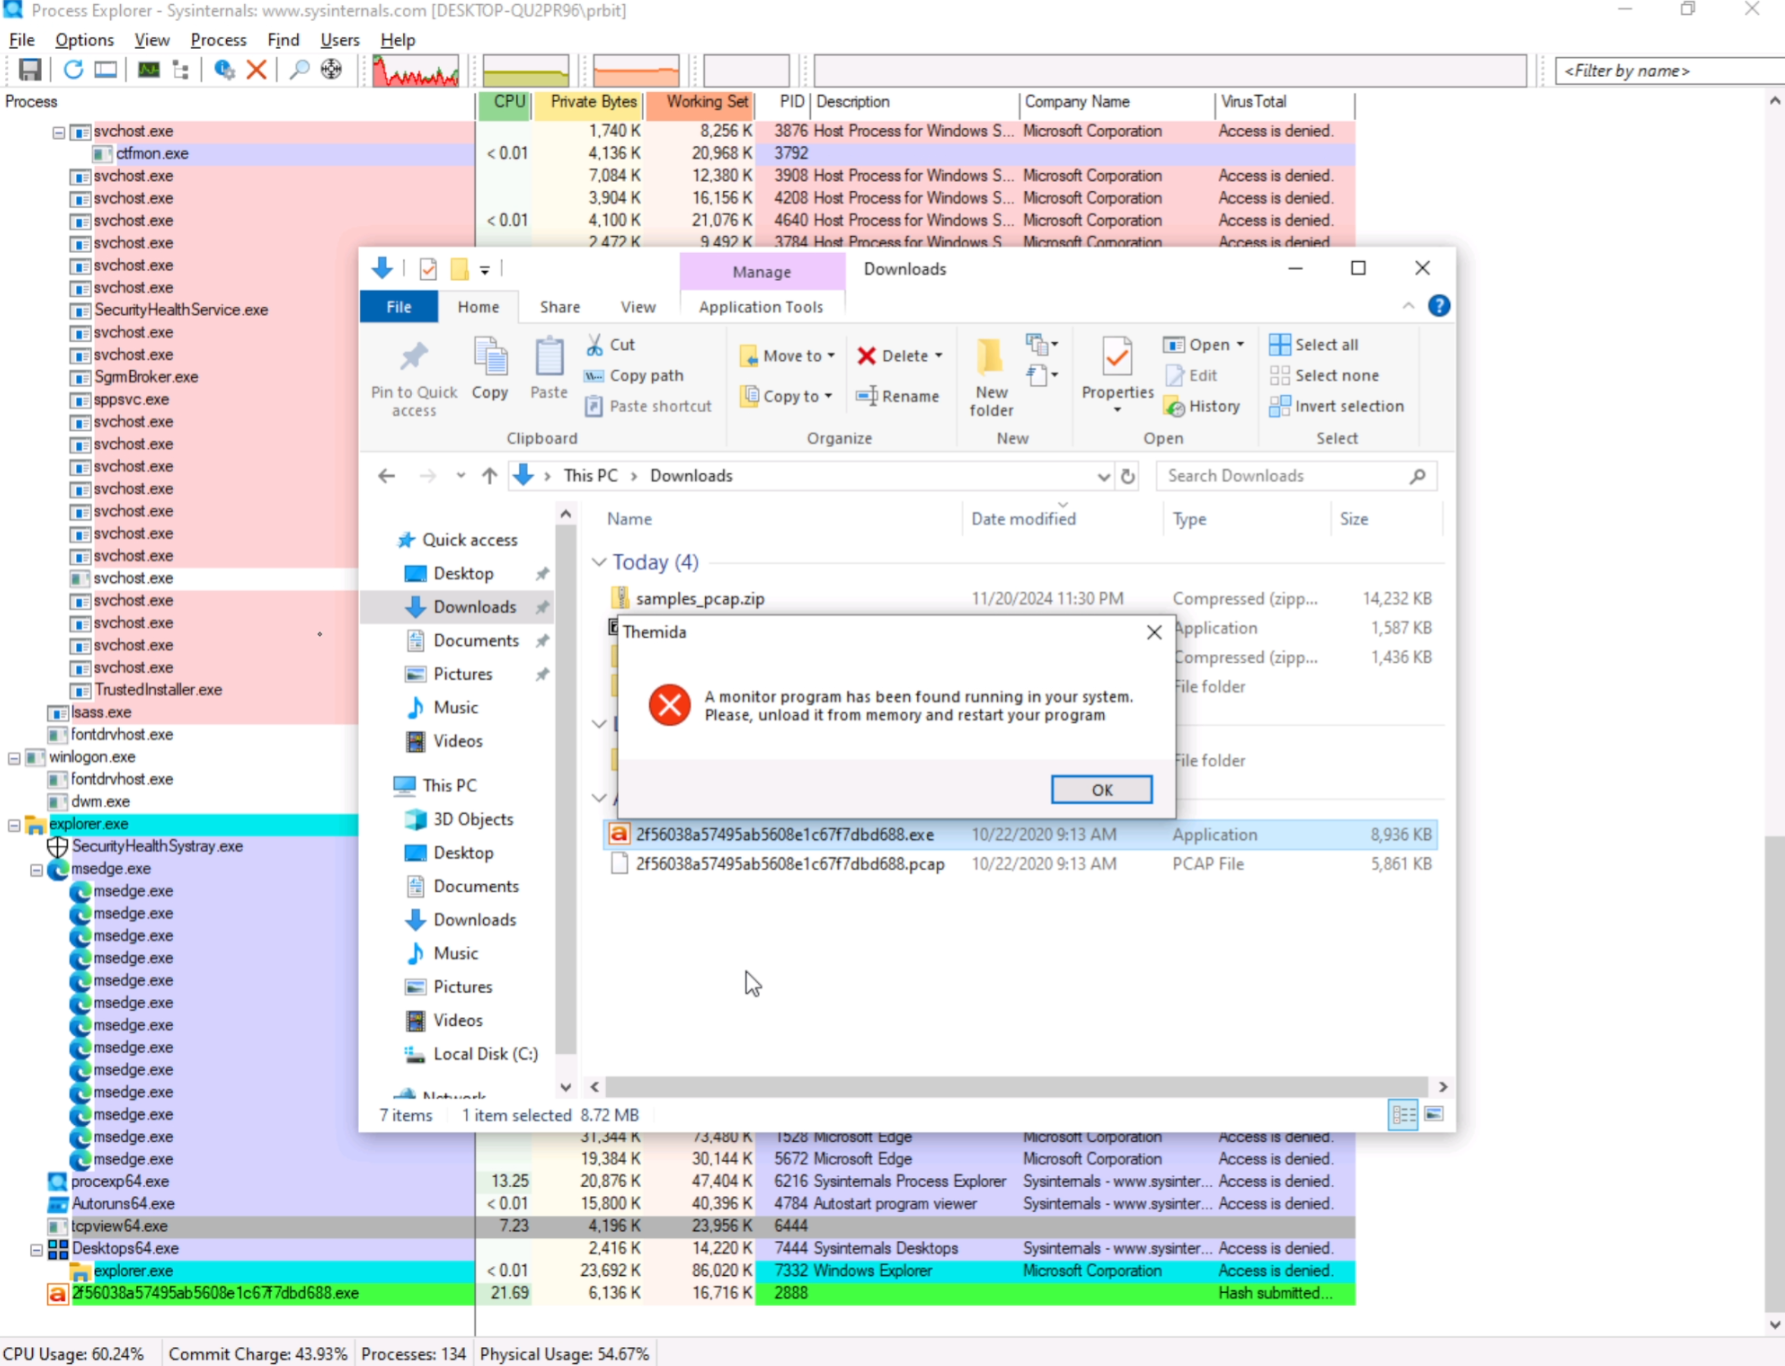 Process Explorer - Sysinternals: www.sysinternals.com [DESKTOP-QU2PR96\prbit]
File Options View Process Find Users Help
<Filter by name>
Process CPU Private Bytes Working Set PID Description Company Name VirusTotal
svchost.exe 1,740 K 8,256 K 3876 Host Process for Windows S... Microsoft Corporation Access is denied.
ctfmon.exe < 0.01 4,136 K 20,968 K 3792
svchost.exe 7,084 K 12,380 K 3908 Host Process for Windows S... Microsoft Corporation Access is denied.
svchost.exe 3,904 K 16,156 K 4208 Host Process for Windows S... Microsoft Corporation Access is denied.
svchost.exe < 0.01 4,100 K 21,076 K 4640 Host Process for Windows S... Microsoft Corporation Access is denied.
svchost.exe 2,472 K 9,492 K 3784 Host Process for Windows S... Microsoft Corporation Access is denied.
svchost.exe
svchost.exe
SecurityHealthService.exe
svchost.exe
svchost.exe
SgrmBroker.exe
sppsvc.exe
svchost.exe
svchost.exe
svchost.exe
svchost.exe
svchost.exe
svchost.exe
svchost.exe
svchost.exe
svchost.exe
svchost.exe
svchost.exe
svchost.exe
TrustedInstaller.exe
lsass.exe
fontdrvhost.exe
winlogon.exe
fontdrvhost.exe
dwm.exe
explorer.exe
SecurityHealthSystray.exe
msedge.exe
msedge.exe
msedge.exe
msedge.exe
msedge.exe
msedge.exe
msedge.exe
msedge.exe
msedge.exe
msedge.exe
msedge.exe
msedge.exe
msedge.exe 31,344 K 73,480 K 1528 Microsoft Edge Microsoft Corporation Access is denied.
msedge.exe 19,384 K 30,144 K 5672 Microsoft Edge Microsoft Corporation Access is denied.
procexp64.exe 13.25 20,876 K 47,404 K 6216 Sysinternals Process Explorer Sysinternals - www.sysinter... Access is denied.
Autoruns64.exe < 0.01 15,800 K 40,396 K 4784 Autostart program viewer Sysinternals - www.sysinter... Access is denied.
tcpview64.exe 7.23 4,196 K 23,956 K 6444
Desktops64.exe 2,416 K 14,220 K 7444 Sysinternals Desktops Sysinternals - www.sysinter... Access is denied.
explorer.exe < 0.01 23,692 K 86,020 K 7332 Windows Explorer Microsoft Corporation Access is denied.
2f56038a57495ab5608e1c67f7dbd688.exe 21.69 6,136 K 16,716 K 2888 Hash submitted...
CPU Usage: 60.24% Commit Charge: 43.93% Processes: 134 Physical Usage: 54.67%
Manage Downloads
File Home Share View Application Tools
Pin to Quick access
Copy
Paste
Cut
Copy path
Paste shortcut
Clipboard
Move to
Copy to
Delete
Rename
Organize
New folder
New
Properties
Open
Edit
History
Open
Select all
Select none
Invert selection
Select
This PC > Downloads
Search Downloads
Quick access
Desktop
Downloads
Documents
Pictures
Music
Videos
This PC
3D Objects
Desktop
Documents
Downloads
Music
Pictures
Videos
Local Disk (C:)
Network
Name Date modified Type Size
Today (4)
samples_pcap.zip 11/20/2024 11:30 PM Compressed (zipp... 14,232 KB
Application 1,587 KB
Compressed (zipp... 1,436 KB
File folder
File folder
2f56038a57495ab5608e1c67f7dbd688.exe 10/22/2020 9:13 AM Application 8,936 KB
2f56038a57495ab5608e1c67f7dbd688.pcap 10/22/2020 9:13 AM PCAP File 5,861 KB
7 items 1 item selected 8.72 MB
Themida
A monitor program has been found running in your system.
Please, unload it from memory and restart your program
OK